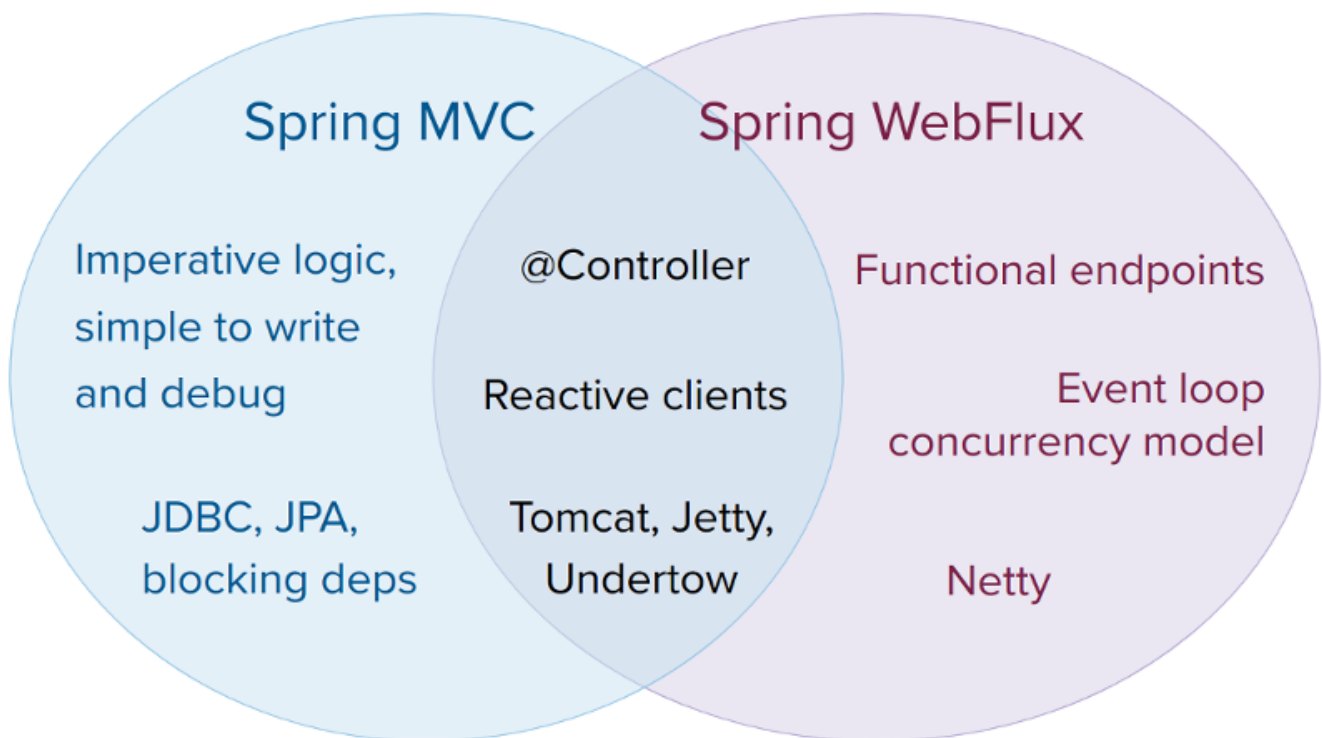 Spring MVC
Spring WebFlux
Imperative logic,
simple to write
and debug
JDBC, JPA,
blocking deps
@Controller
Reactive clients
Tomcat, Jetty,
Undertow
Functional endpoints
Event loop
concurrency model
Netty